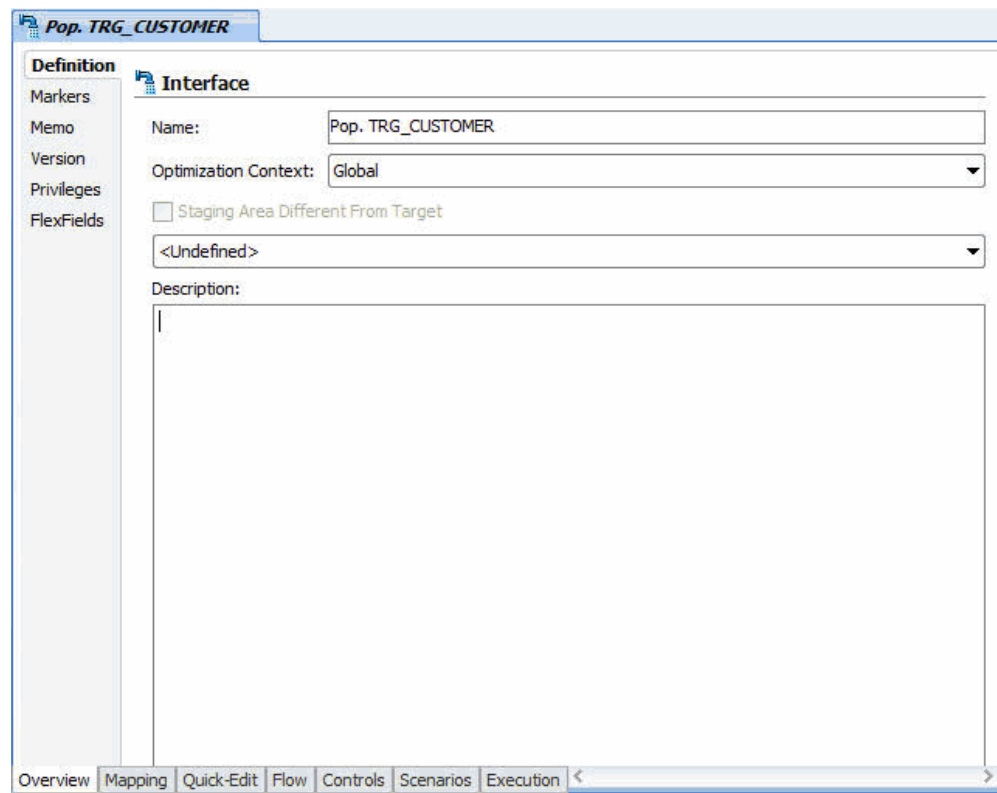 Pop. TRG_CUSTOMER
Definition
Markers
Memo
Version
Privileges
FlexFields
Interface
Name: Pop. TRG_CUSTOMER
Optimization Context: Global
Staging Area Different From Target
<Undefined>
Description:
Overview Mapping Quick-Edit Flow Controls Scenarios Execution